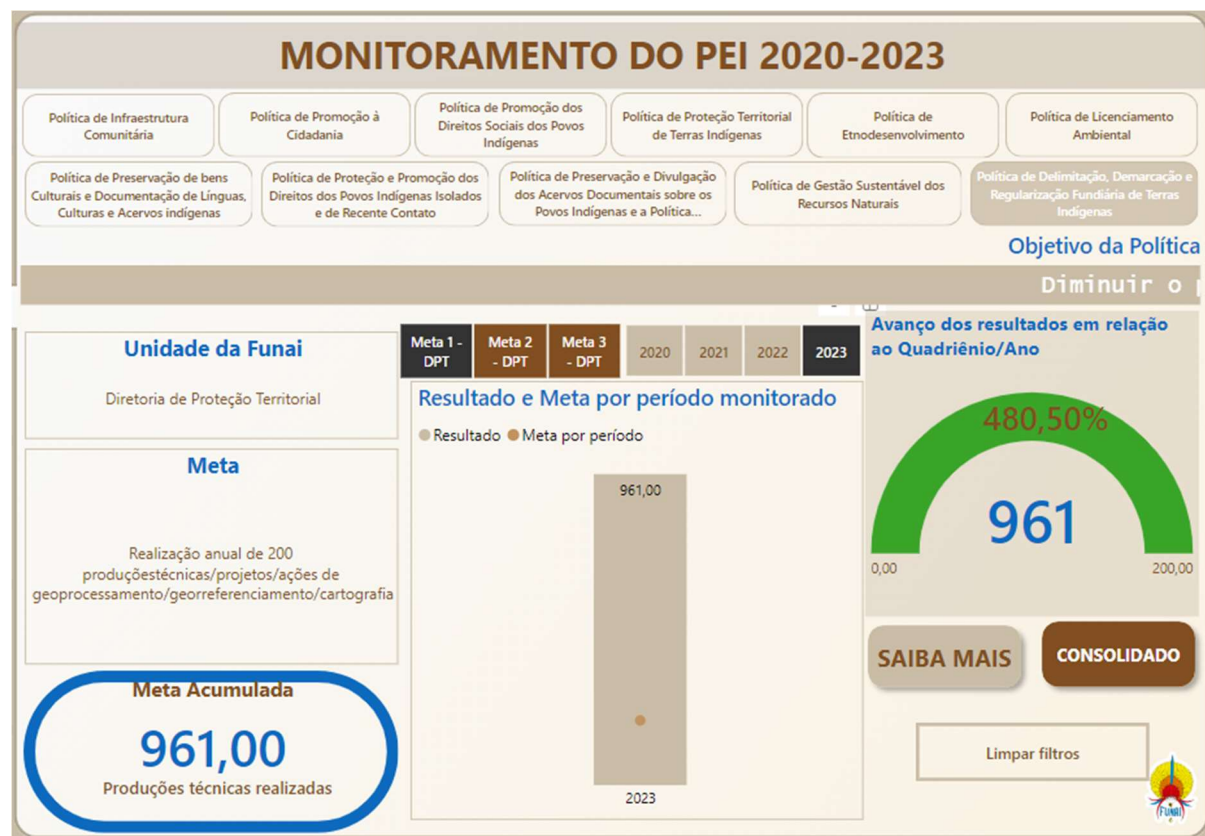 MONITORAMENTO DO PEI 2020-2023
Política de Infraestrutura
Comunitária
Política de Promoção à
Cidadania
Política de Promoção dos
Direitos Sociais dos Povos
Indígenas
Política de Proteção Territorial
de Terras Indígenas
Política de
Etnodesenvolvimento
Política de Licenciamento
Ambiental
Política de Preservação de bens
Culturais e Documentação de Línguas,
Culturas e Acervos indígenas
Política de Proteção e Promoção dos
Direitos dos Povos Indígenas Isolados
e de Recente Contato
Política de Preservação e Divulgação
dos Acervos Documentais sobre os
Povos Indígenas e a Política...
Política de Gestão Sustentável dos
Recursos Naturais
Política de Delimitação, Demarcação e
Regularização Fundiária de Terras
Indígenas
Objetivo da Política
Diminuir o
Unidade da Funai
Diretoria de Proteção Territorial
Meta
Realização anual de 200
produçõestécnicas/projetos/ações de
geoprocessamento/georreferenciamento/cartografia
Meta Acumulada
961,00
Produções técnicas realizadas
Meta 1 -
DPT
Meta 2
- DPT
Meta 3
- DPT
2020
2021
2022
2023
Resultado e Meta por período monitorado
Resultado
Meta por período
961,00
2023
Avanço dos resultados em relação
ao Quadriênio/Ano
480,50%
961
0,00
200,00
SAIBA MAIS
CONSOLIDADO
Limpar filtros
FUNAI